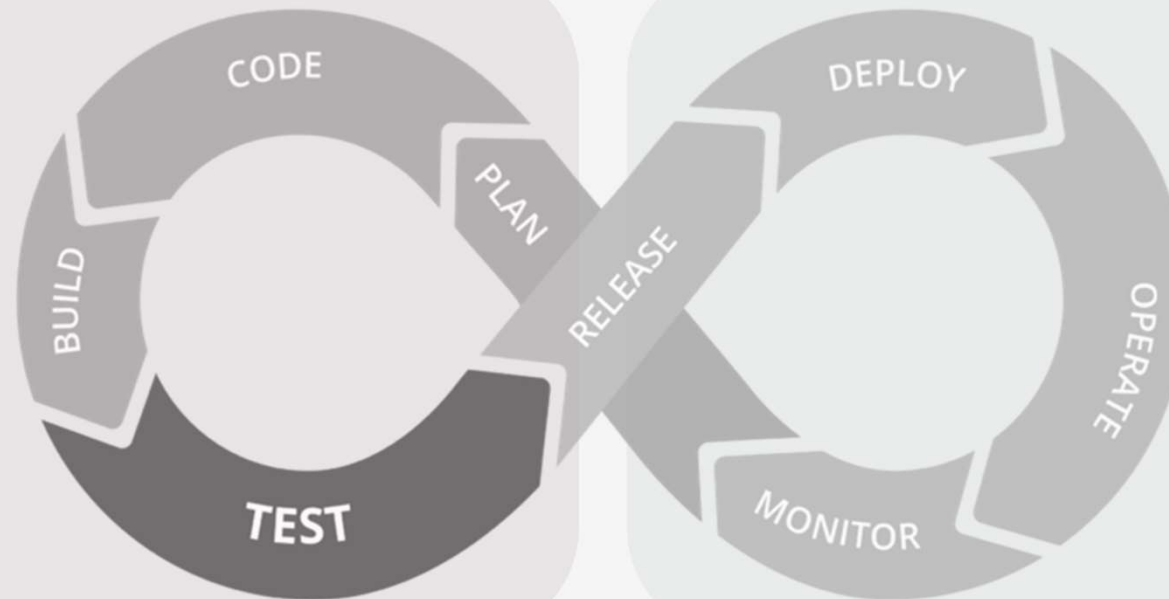 CODE
DEPLOY
PLAN
RELEASE
BUILD
OPERATE
TEST
MONITOR